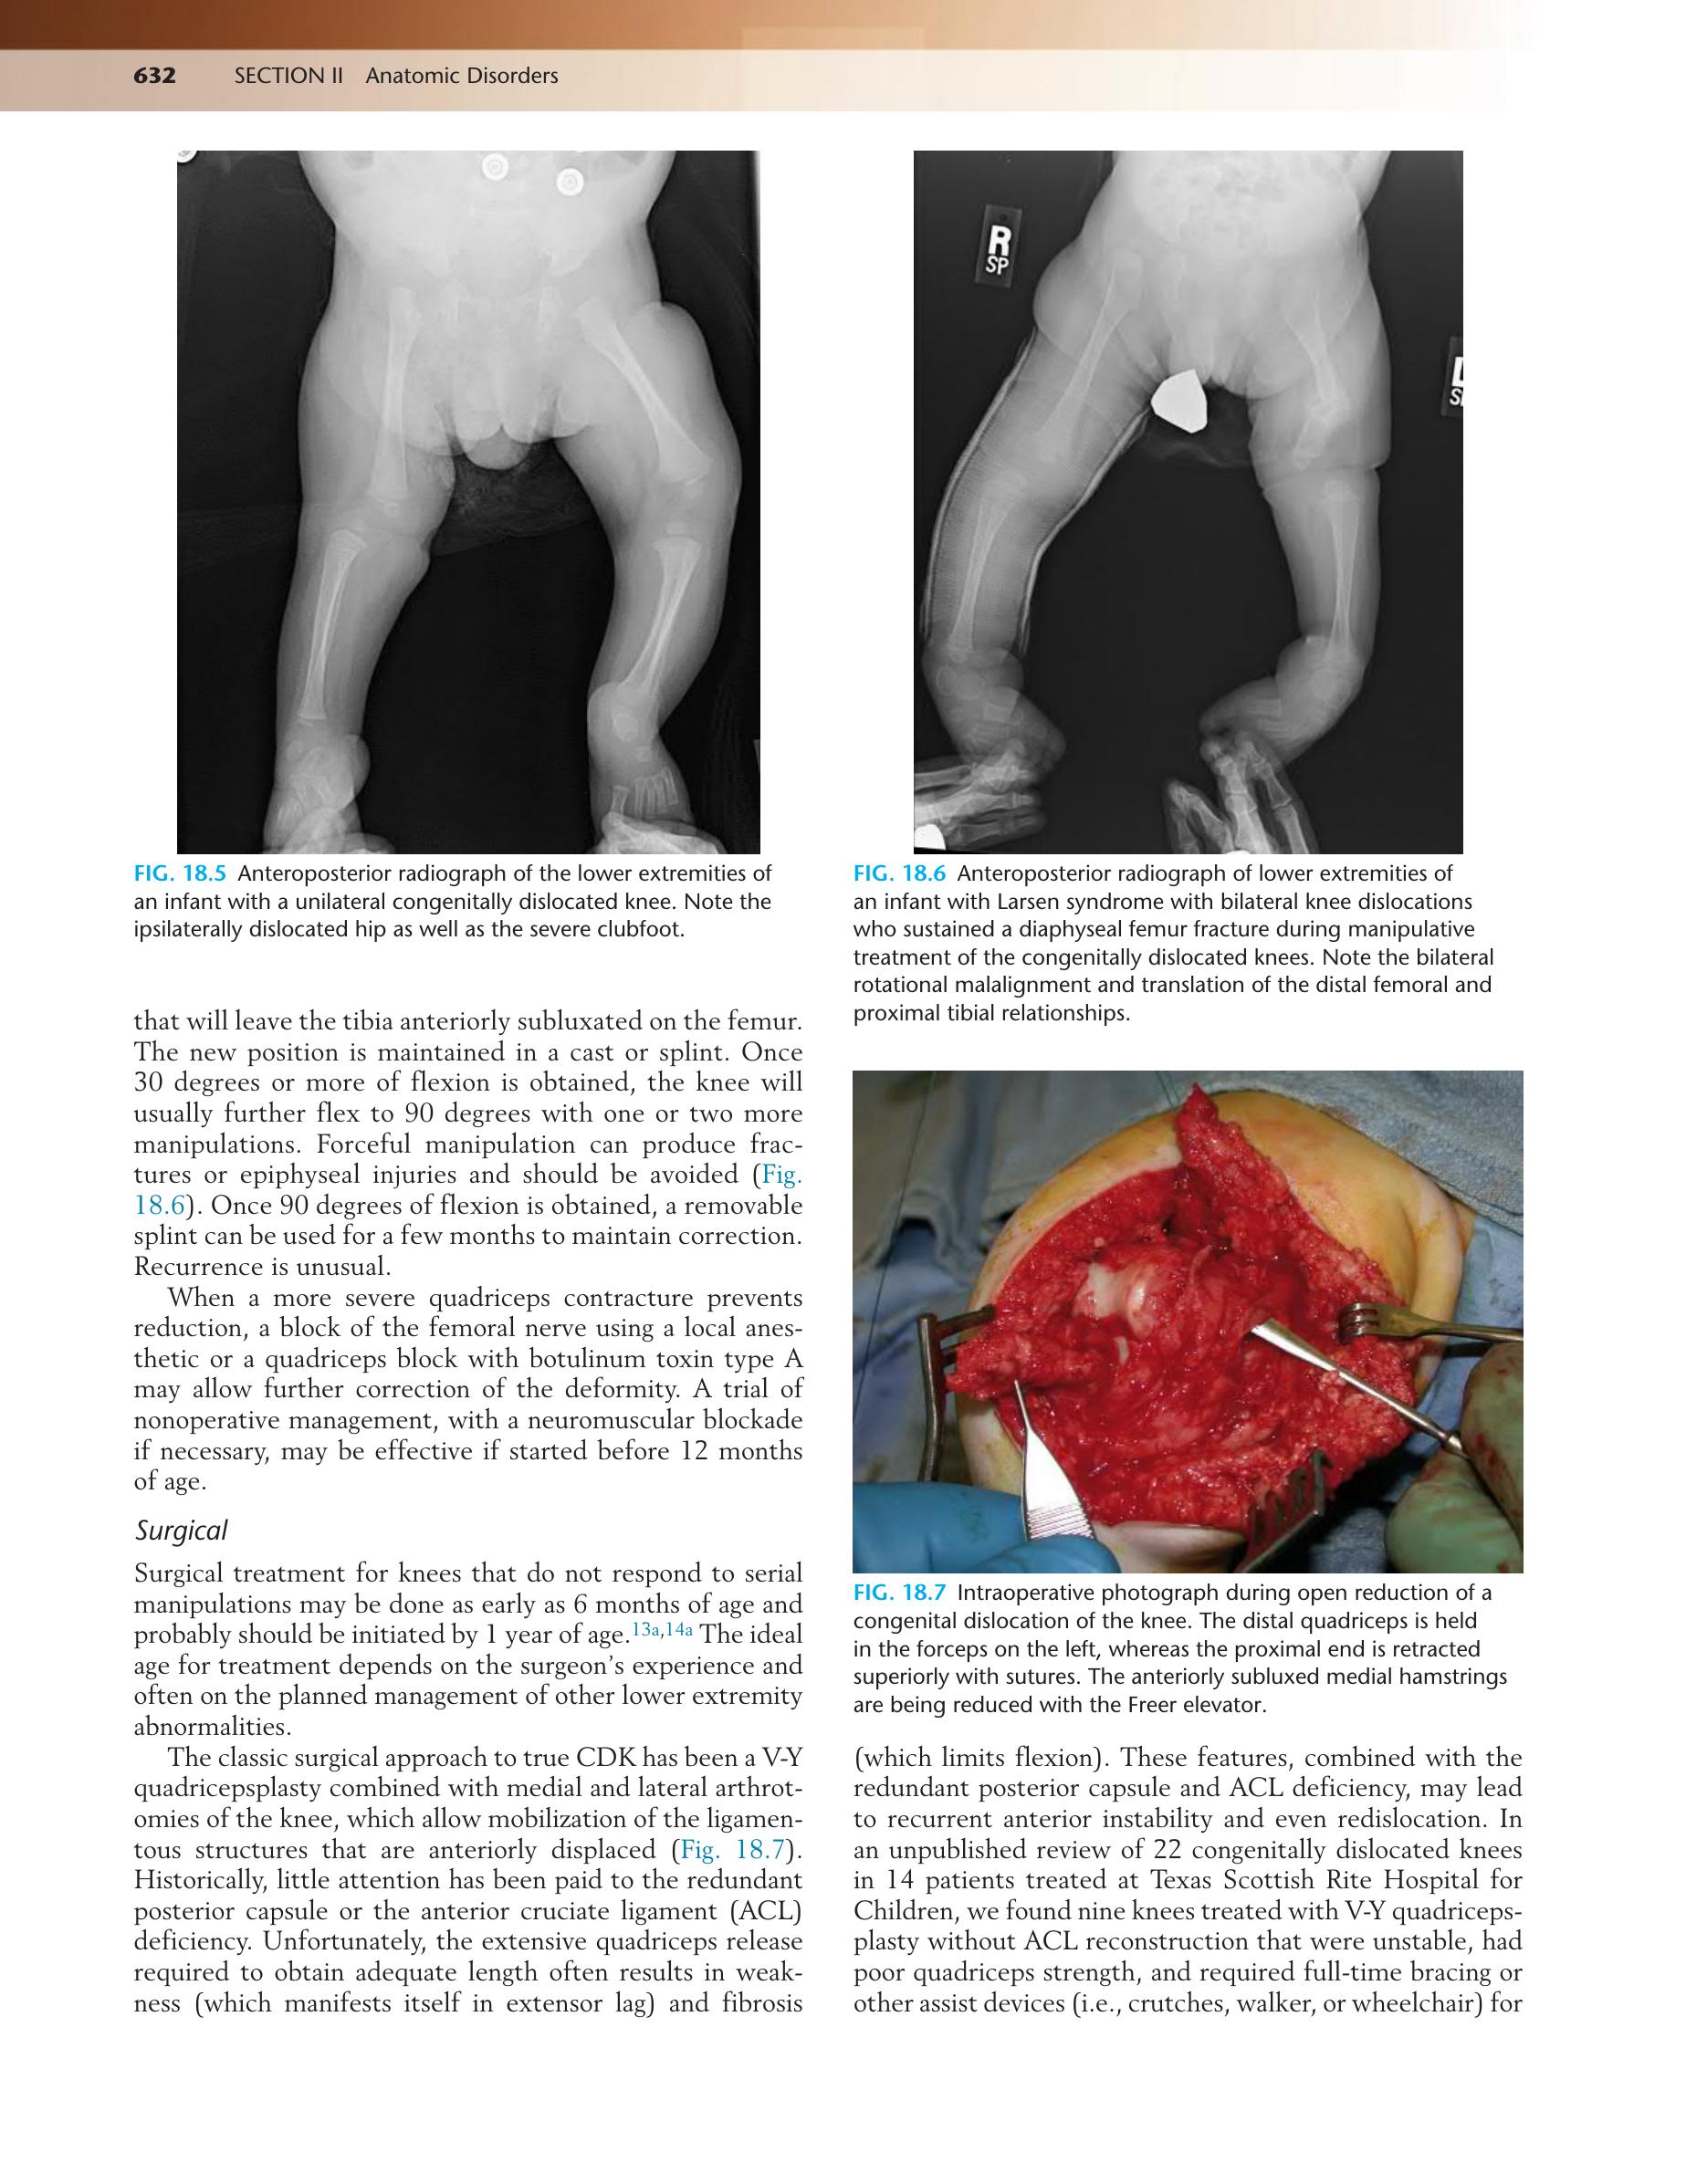 632 SECTION II Anatomic Disorders
R
SP
FIG. 18.5 Anteroposterior radiograph of the lower extremities of
an infant with a unilateral congenitally dislocated knee. Note the
ipsilaterally dislocated hip as well as the severe clubfoot.
FIG. 18.6 Anteroposterior radiograph of lower extremities of
an infant with Larsen syndrome with bilateral knee dislocations
who sustained a diaphyseal femur fracture during manipulative
treatment of the congenitally dislocated knees. Note the bilateral
rotational malalignment and translation of the distal femoral and
proximal tibial relationships.
that will leave the tibia anteriorly subluxated on the femur.
The new position is maintained in a cast or splint. Once
30 degrees or more of flexion is obtained, the knee will
usually further flex to 90 degrees with one or two more
manipulations. Forceful manipulation can produce frac-
tures or epiphyseal injuries and should be avoided (Fig.
18.6). Once 90 degrees of flexion is obtained, a removable
splint can be used for a few months to maintain correction.
Recurrence is unusual.
When a more severe quadriceps contracture prevents
reduction, a block of the femoral nerve using a local anes-
thetic or a quadriceps block with botulinum toxin type A
may allow further correction of the deformity. A trial of
nonoperative management, with a neuromuscular blockade
if necessary, may be effective if started before 12 months
of age.
Surgical
Surgical treatment for knees that do not respond to serial
manipulations may be done as early as 6 months of age and
probably should be initiated by 1 year of age.13a,14a The ideal
age for treatment depends on the surgeon's experience and
often on the planned management of other lower extremity
abnormalities.
The classic surgical approach to true CDK has been a V-Y
quadricepsplasty combined with medial and lateral arthrot-
omies of the knee, which allow mobilization of the ligamen-
tous structures that are anteriorly displaced (Fig. 18.7).
Historically, little attention has been paid to the redundant
posterior capsule or the anterior cruciate ligament (ACL)
deficiency. Unfortunately, the extensive quadriceps release
required to obtain adequate length often results in weak-
ness (which manifests itself in extensor lag) and fibrosis
FIG. 18.7 Intraoperative photograph during open reduction of a
congenital dislocation of the knee. The distal quadriceps is held
in the forceps on the left, whereas the proximal end is retracted
superiorly with sutures. The anteriorly subluxed medial hamstrings
are being reduced with the Freer elevator.
(which limits flexion). These features, combined with the
redundant posterior capsule and ACL deficiency, may lead
to recurrent anterior instability and even redislocation. In
an unpublished review of 22 congenitally dislocated knees
in 14 patients treated at Texas Scottish Rite Hospital for
Children, we found nine knees treated with V-Y quadriceps-
plasty without ACL reconstruction that were unstable, had
poor quadriceps strength, and required full-time bracing or
other assist devices (i.e., crutches, walker, or wheelchair) for